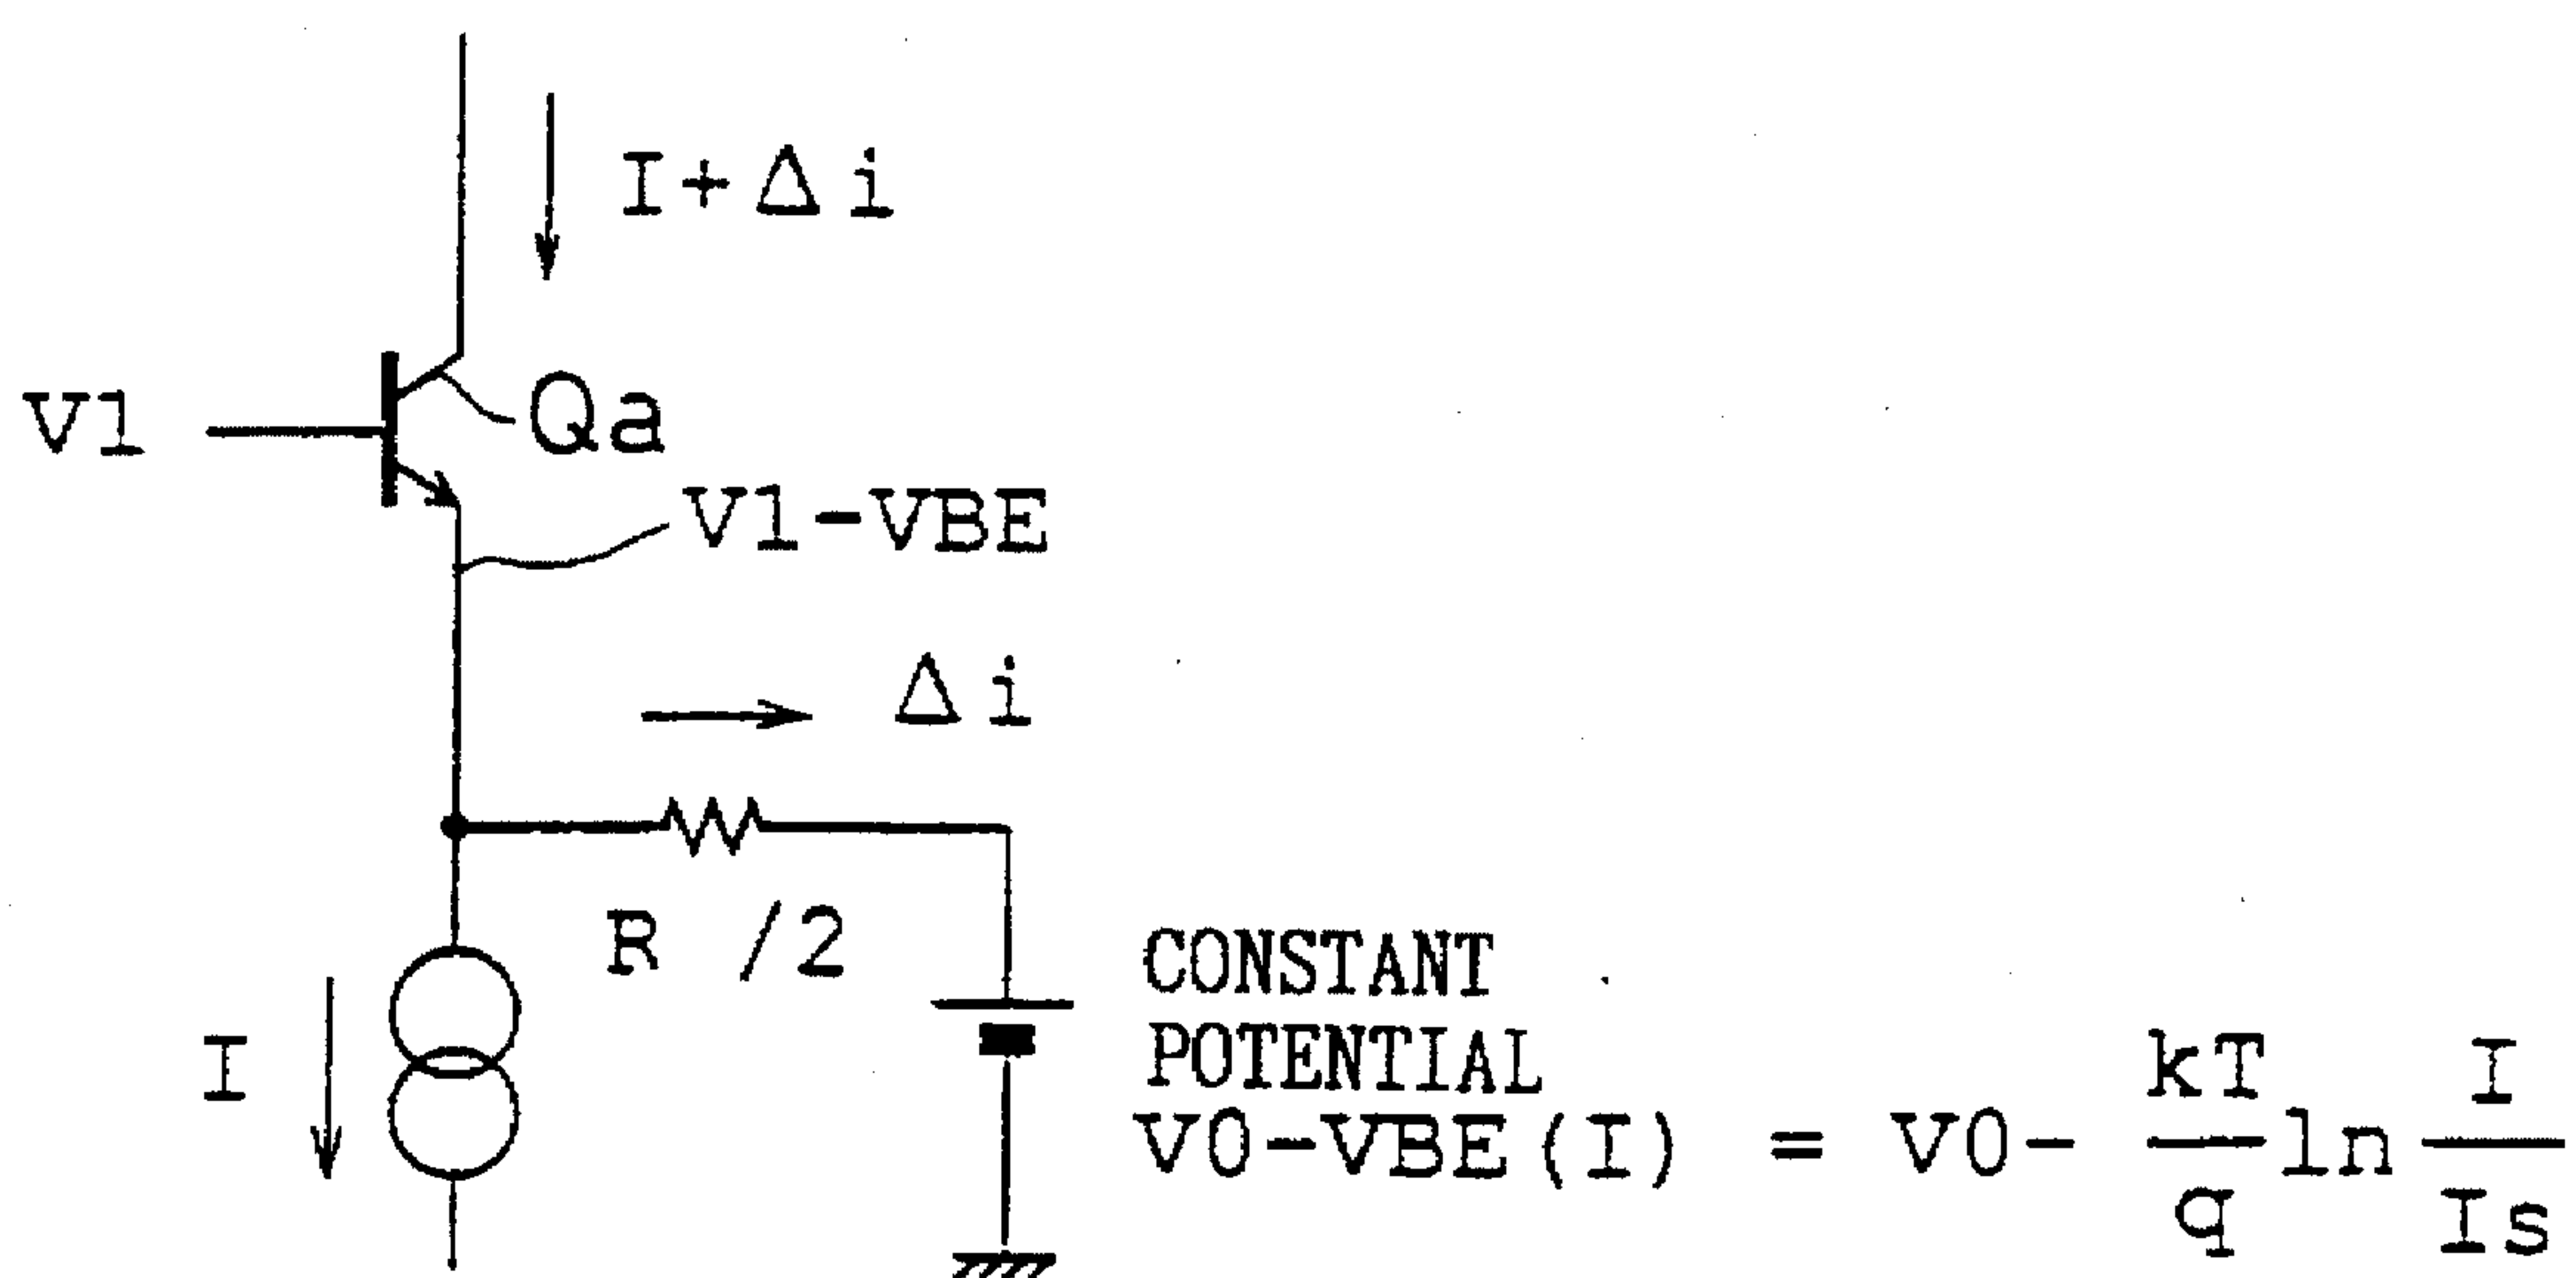 I+Δi
V1
Qa
V1-VBE
Δi
R /2
I
CONSTANT
POTENTIAL
V0-VBE(I) = V0- kT/q ln I/Is